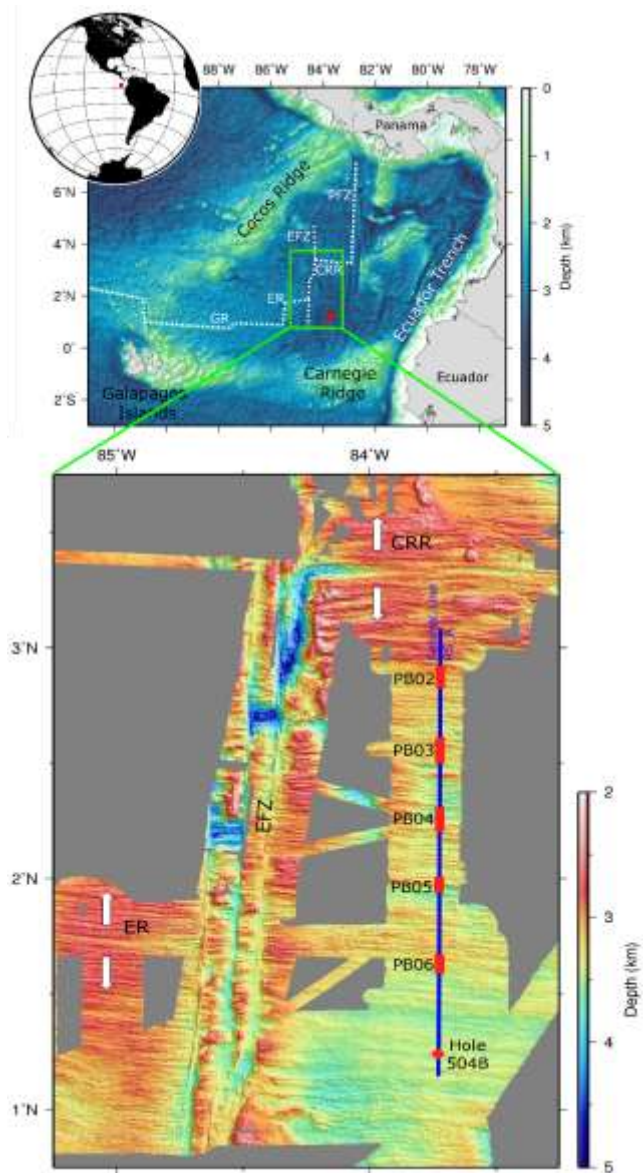 88°W 86°W 84°W 82°W 80°W 78°W
Panama
6°N
Cocos Ridge
PFZ
4°N
EFZ
CRR
2°N
ER
GR
0°
Ecuador Trench
Carnegie
Ridge
Ecuador
Galapagos
Islands
2°S
0
1
2
3
4
5
Depth (km)
85°W 84°W
CRR
3°N
PB02
PB03
PB04
EFZ
2°N
PB05
ER
PB06
Hole
504B
1°N
2
3
4
5
Depth (km)